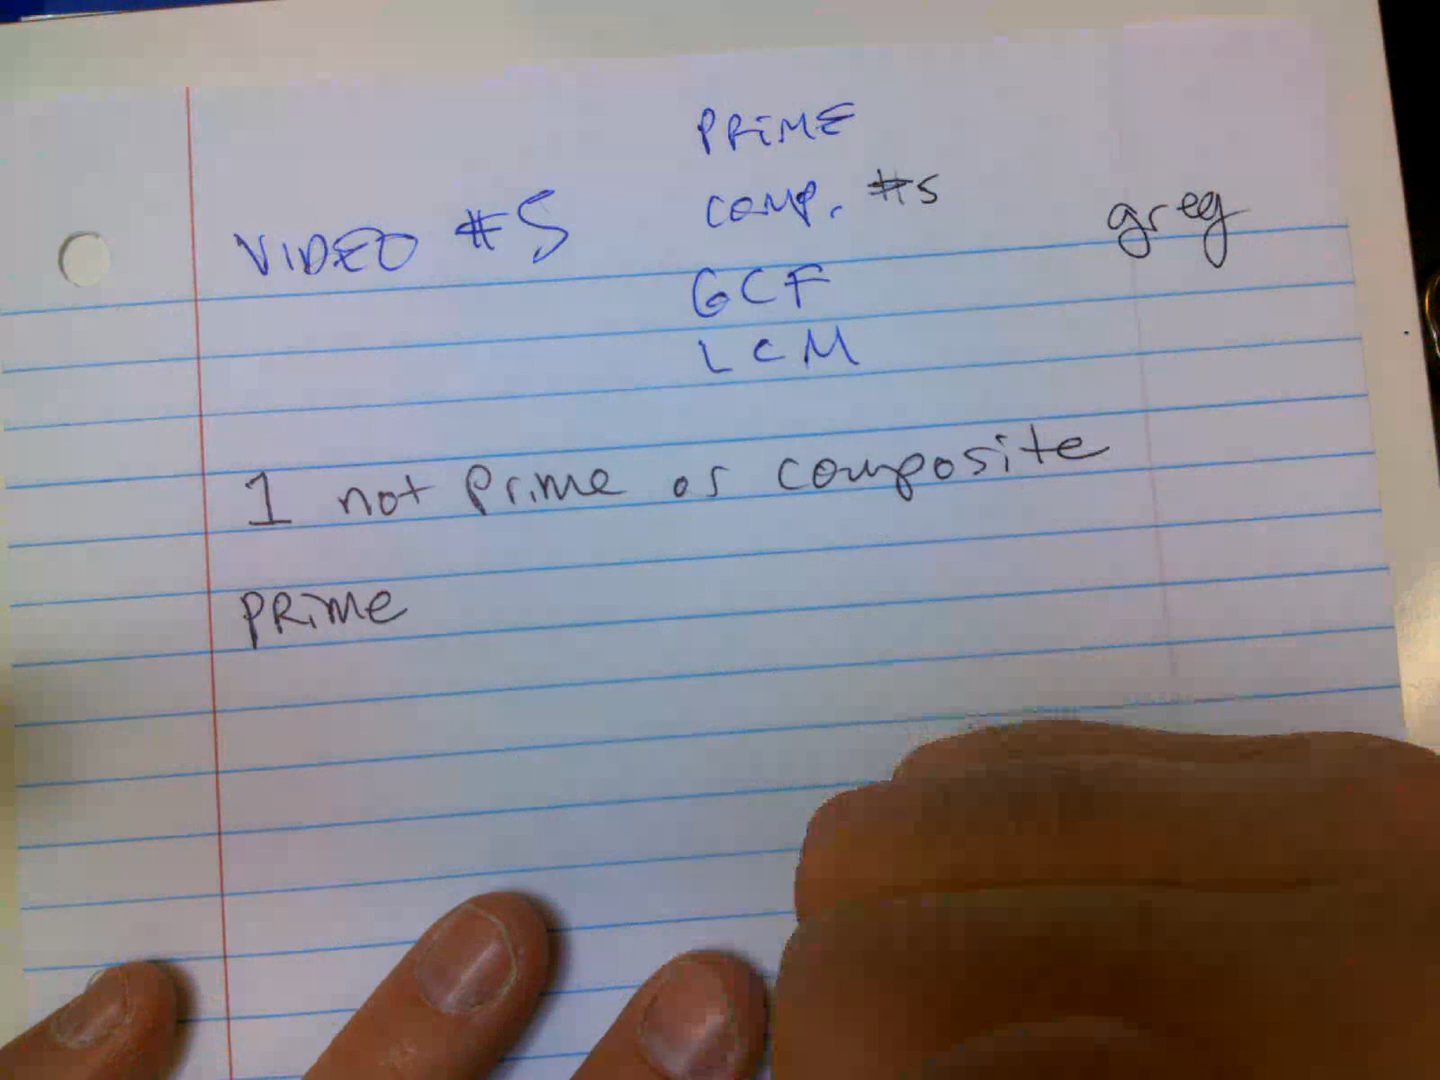 PRIME
VIDEO #5 COMP. #s greg
GCF
LCM
1 not Prime or composite
PRime